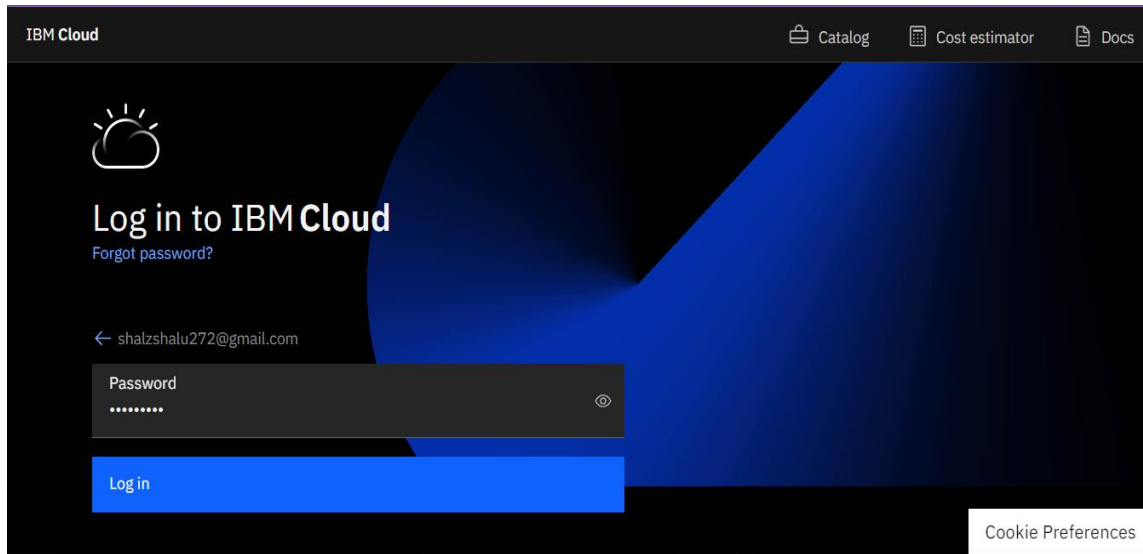 IBM Cloud Catalog Cost estimator Docs
Log in to IBM Cloud
Forgot password?
← shalzshalu272@gmail.com
Password
•••••••••
Log in
Cookie Preferences